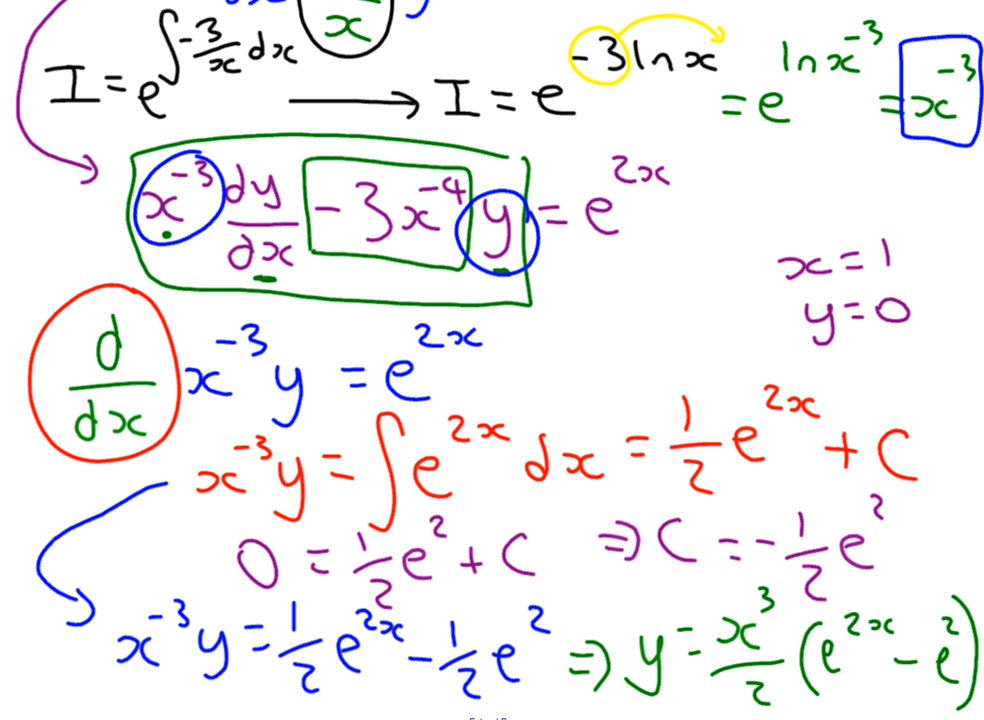 x
I = e^{∫ -3/x dx} → I = e^{-3 ln x} = e^{ln x^{-3}} = x^{-3}
x^{-3} dy/dx - 3x^{-4} y = e^{2x}
x = 1
y = 0
d/dx x^{-3} y = e^{2x}
x^{-3} y = ∫ e^{2x} dx = 1/2 e^{2x} + C
0 = 1/2 e^{2} + C ⇒ C = -1/2 e^{2}
x^{-3} y = 1/2 e^{2x} - 1/2 e^{2} ⇒ y = x^{3}/2 (e^{2x} - e^{2})